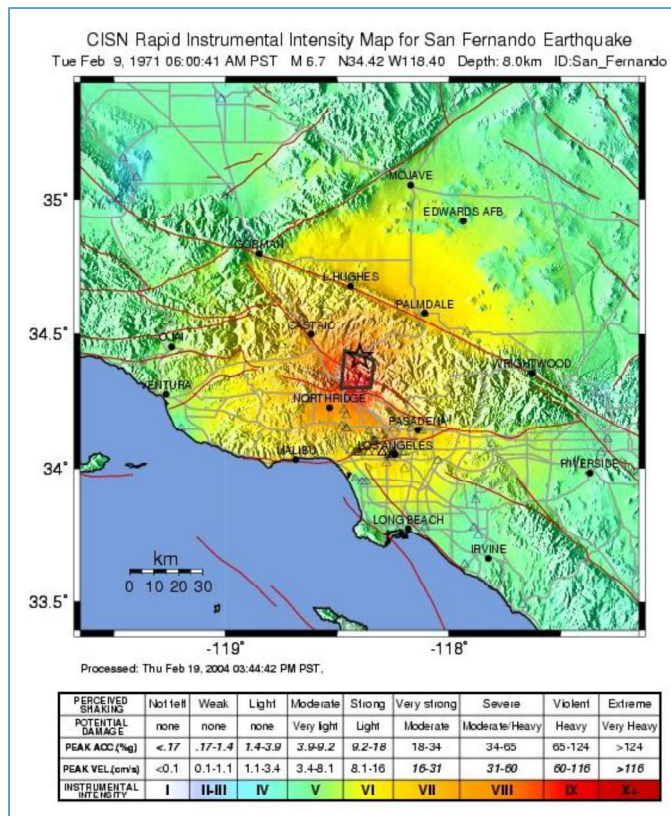 CISN Rapid Instrumental Intensity Map for San Fernando Earthquake
Tue Feb 9, 1971 06:00:41 AM PST M 6.7 N34.42 W118.40 Depth: 8.0km ID:San_Fernando
MOJAVE
35°
EDWARDS AFB
GORMAN
L.HUGHES
PALMDALE
CASTAIC
34.5°
OJAI
WRIGHTWOOD
VENTURA
NORTHRIDGE
PASADENA
LOS ANGELES
MALIBU
34°
RIVERSIDE
LONG BEACH
km
IRVINE
0 10 20 30
33.5°
-119° -118°
Processed: Thu Feb 19, 2004 03:44:42 PM PST,
PERCEIVED SHAKING Not felt Weak Light Moderate Strong Very strong Severe Violent Extreme
POTENTIAL DAMAGE none none none Very light Light Moderate Moderate/Heavy Heavy Very Heavy
PEAK ACC.(%g) <.17 .17-1.4 1.4-3.9 3.9-9.2 9.2-18 18-34 34-65 65-124 >124
PEAK VEL.(cm/s) <0.1 0.1-1.1 1.1-3.4 3.4-8.1 8.1-16 16-31 31-60 60-116 >116
INSTRUMENTAL INTENSITY I II-III IV V VI VII VIII IX X+